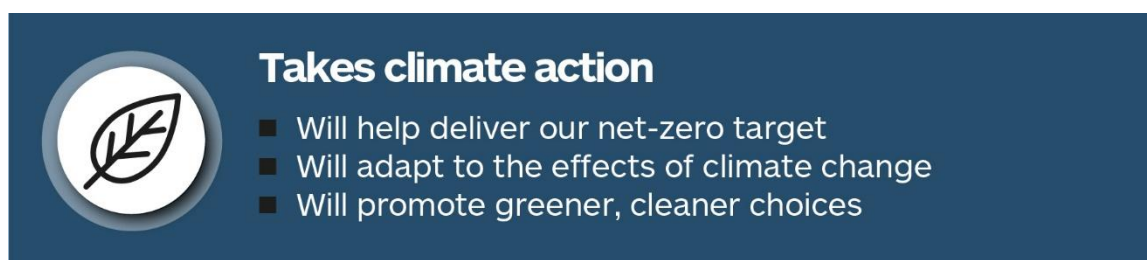 Takes climate action
■ Will help deliver our net-zero target
■ Will adapt to the effects of climate change
■ Will promote greener, cleaner choices